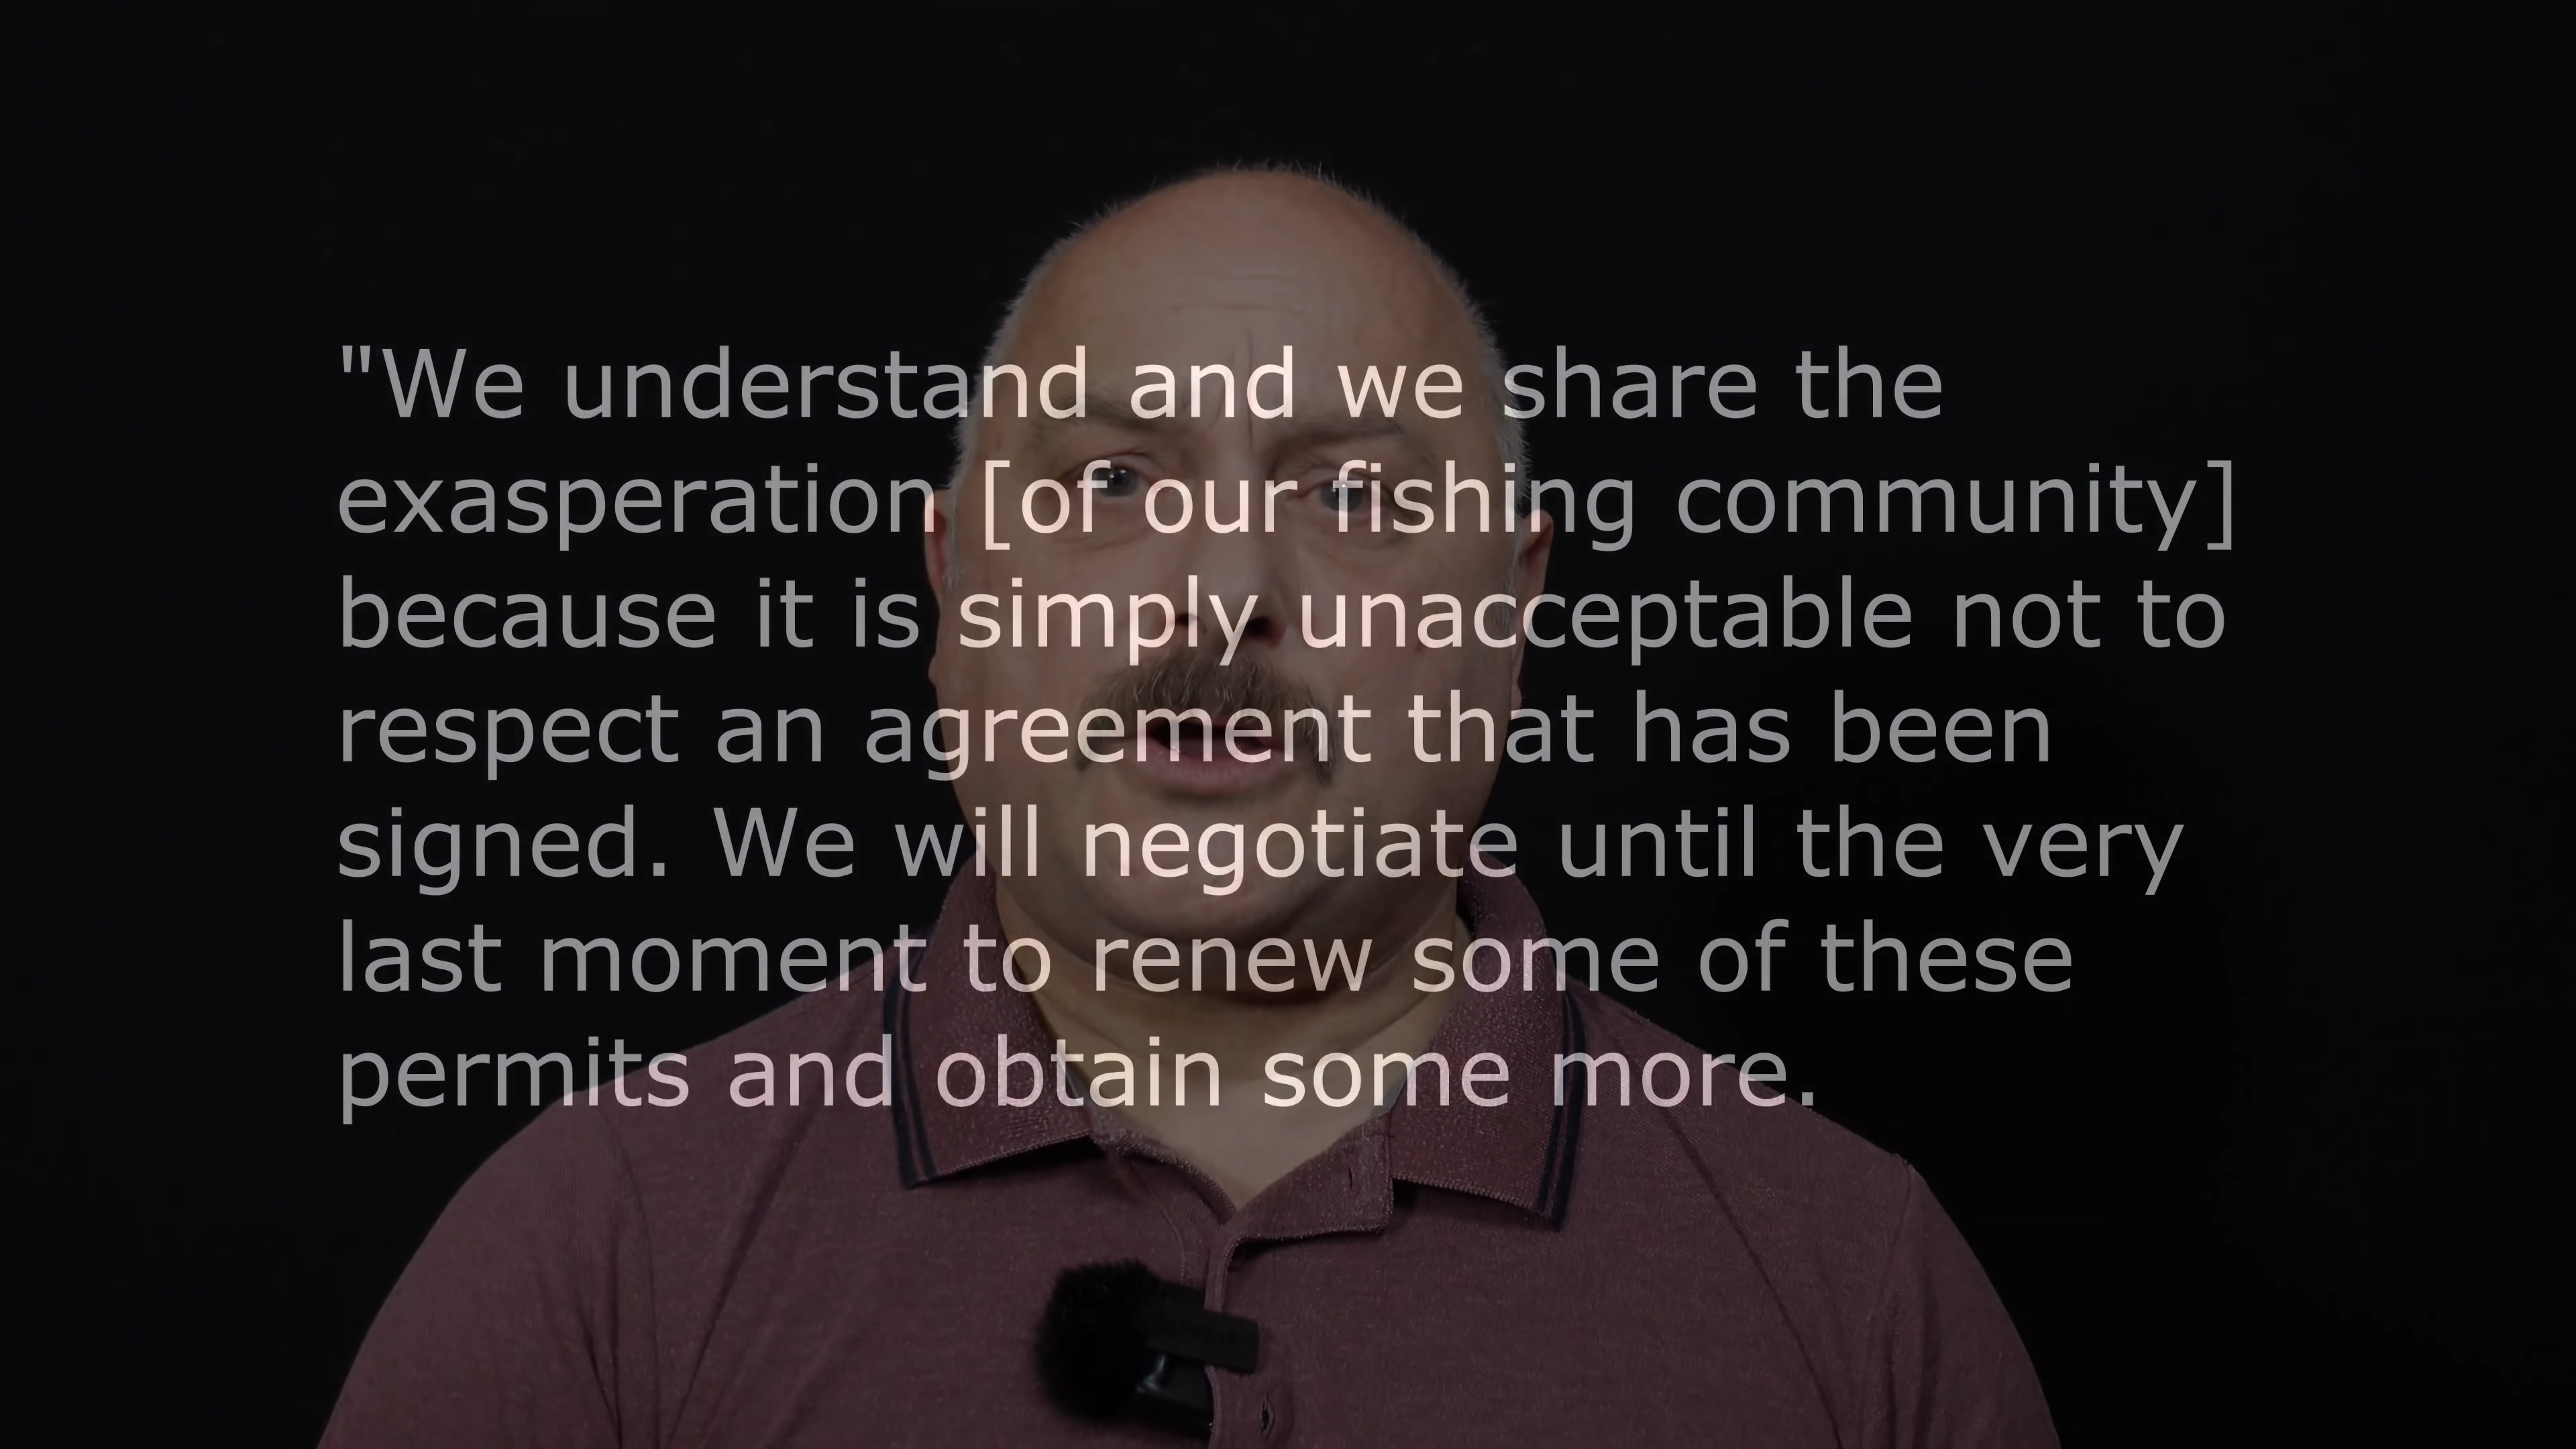 "We understand and we share the
exasperation [of our fishing community]
because it is simply unacceptable not to
respect an agreement that has been
signed. We will negotiate until the very
last moment to renew some of these
permits and obtain some more.